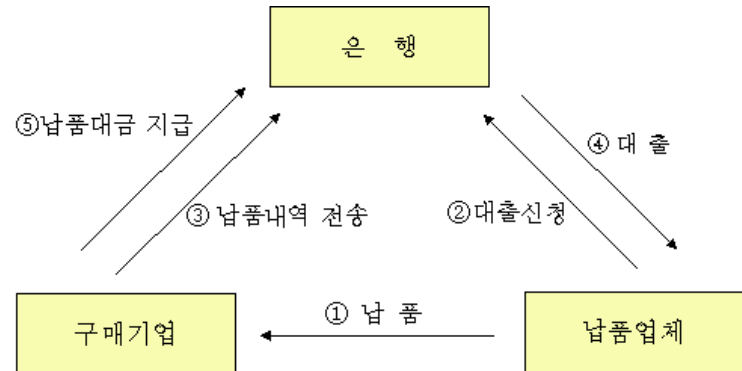 은 행
⑤납품대금 지급
④ 대 출
③ 납품내역 전송
②대출신청
구매기업
① 납 품
납품업체